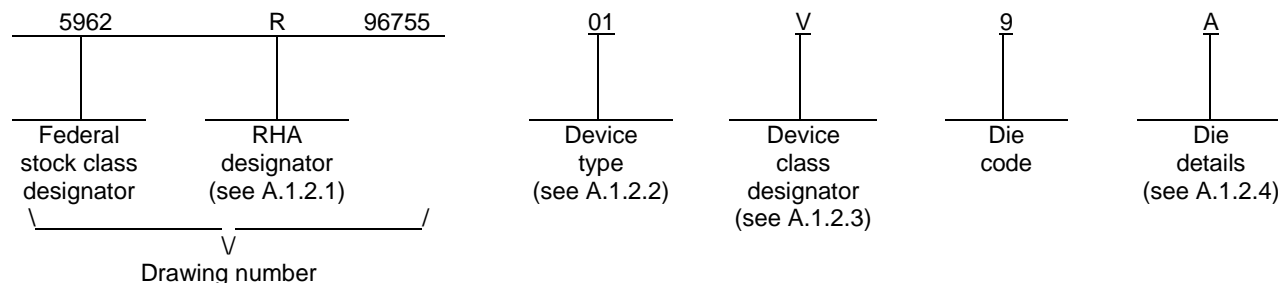 5962 R 96755 01 V 9 A
Federal RHA Device Device Die Die
stock class designator type class code details
designator (see A.1.2.1) (see A.1.2.2) designator (see A.1.2.4)
(see A.1.2.3)
Drawing number